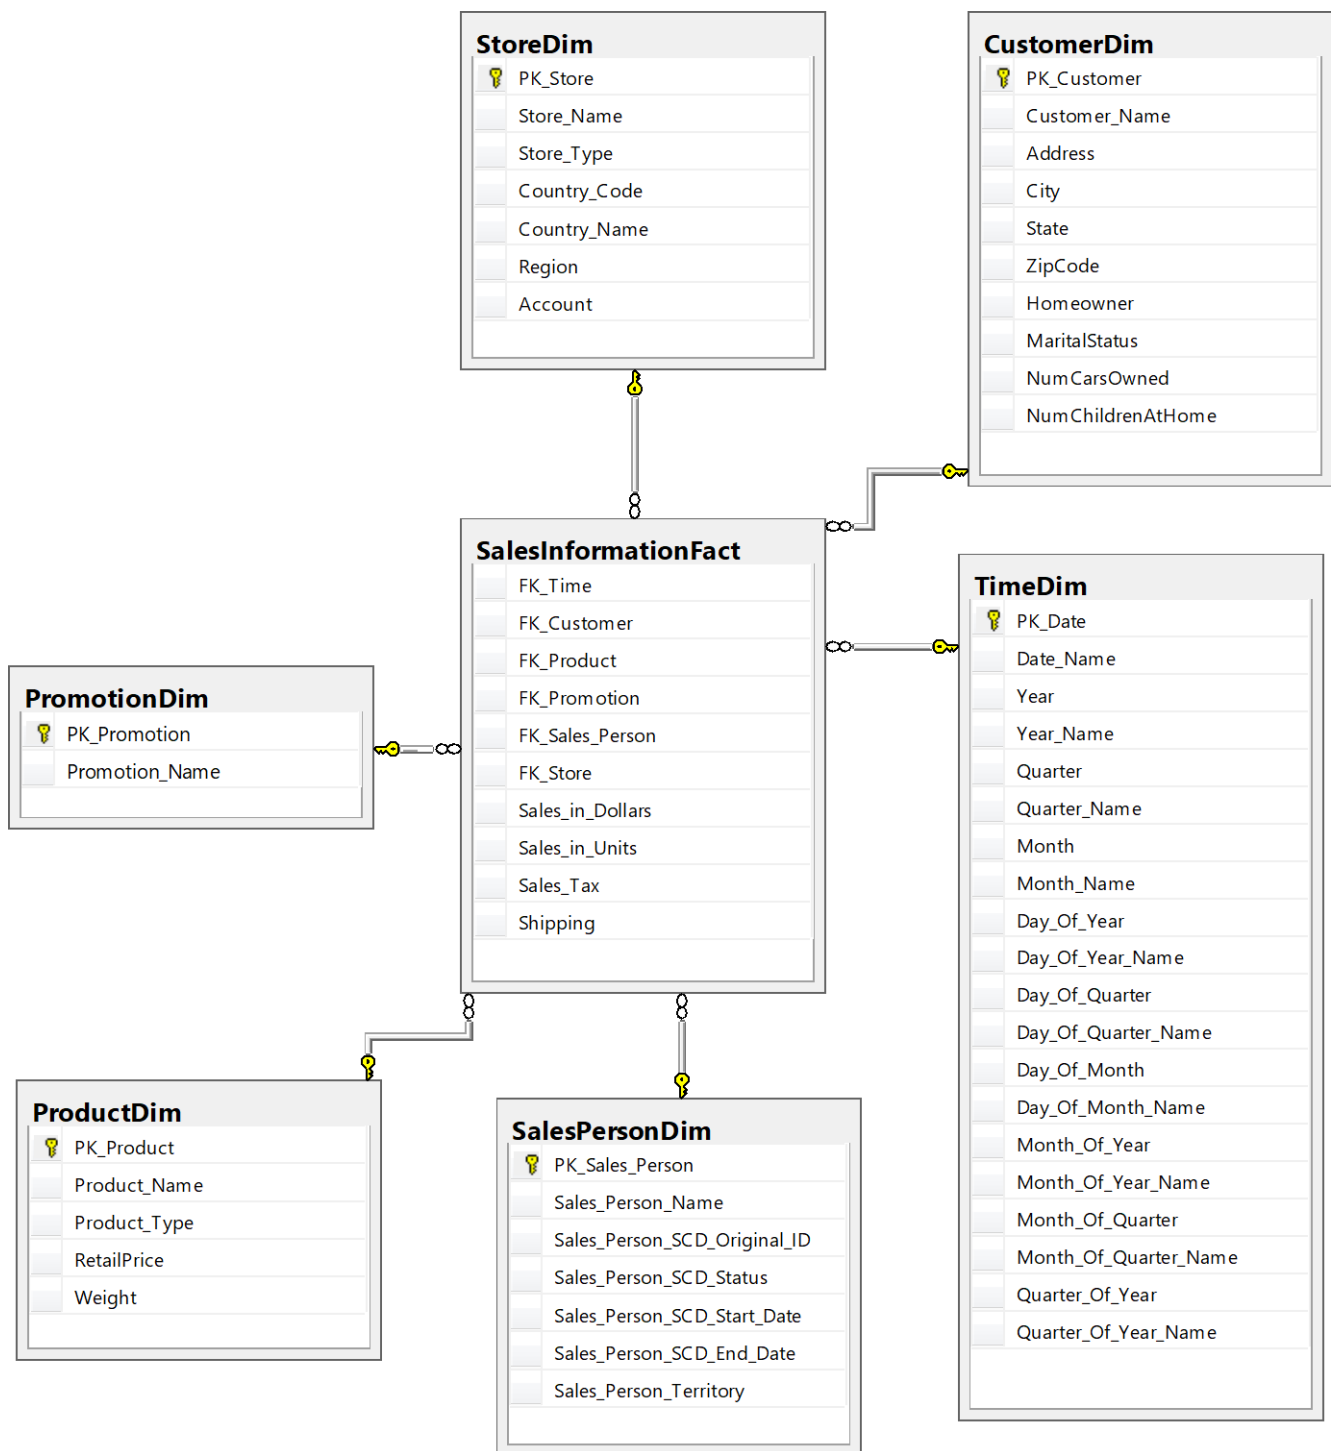 StoreDim
PK_Store
Store_Name
Store_Type
Country_Code
Country_Name
Region
Account
CustomerDim
PK_Customer
Customer_Name
Address
City
State
ZipCode
Homeowner
MaritalStatus
NumCarsOwned
NumChildrenAtHome
SalesInformationFact
FK_Time
FK_Customer
FK_Product
FK_Promotion
FK_Sales_Person
FK_Store
Sales_in_Dollars
Sales_in_Units
Sales_Tax
Shipping
TimeDim
PK_Date
Date_Name
Year
Year_Name
Quarter
Quarter_Name
Month
Month_Name
Day_Of_Year
Day_Of_Year_Name
Day_Of_Quarter
Day_Of_Quarter_Name
Day_Of_Month
Day_Of_Month_Name
Month_Of_Year
Month_Of_Year_Name
Month_Of_Quarter
Month_Of_Quarter_Name
Quarter_Of_Year
Quarter_Of_Year_Name
PromotionDim
PK_Promotion
Promotion_Name
ProductDim
PK_Product
Product_Name
Product_Type
RetailPrice
Weight
SalesPersonDim
PK_Sales_Person
Sales_Person_Name
Sales_Person_SCD_Original_ID
Sales_Person_SCD_Status
Sales_Person_SCD_Start_Date
Sales_Person_SCD_End_Date
Sales_Person_Territory